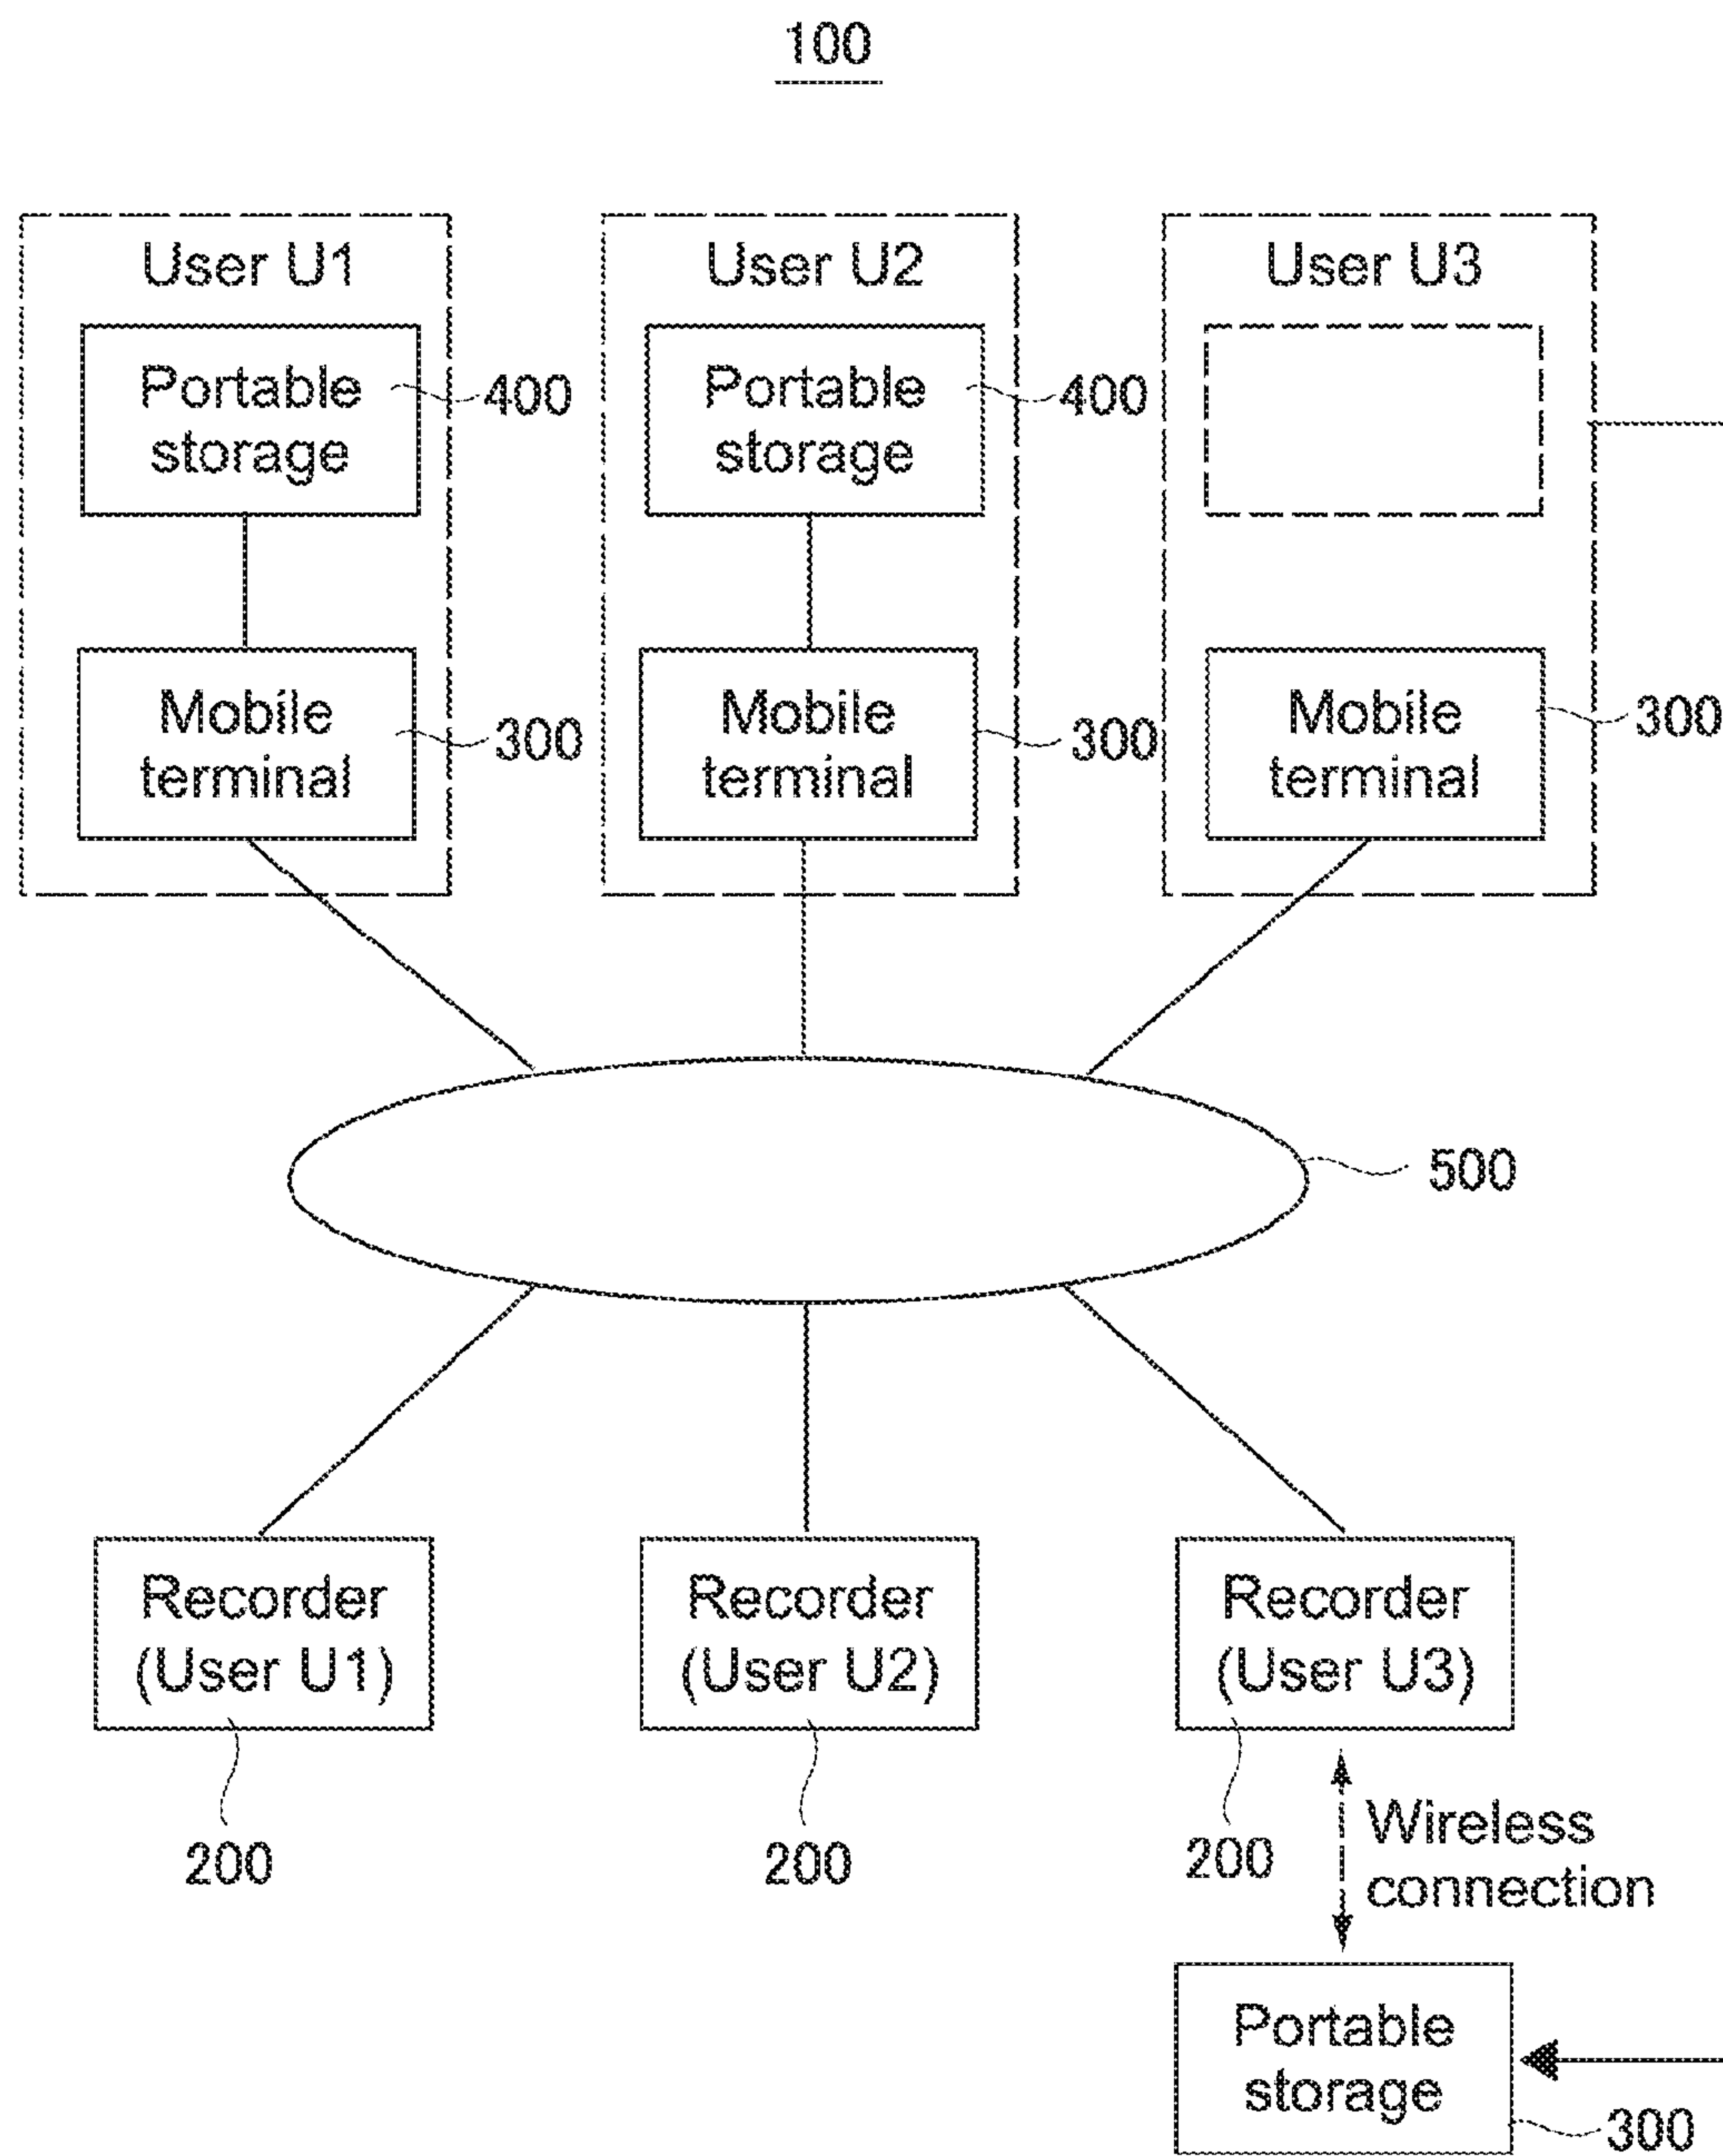 100
User U1
User U2
User U3
Portable
storage
400
Portable
storage
400
Mobile
terminal
300
Mobile
terminal
300
Mobile
terminal
300
500
Recorder
(User U1)
200
Recorder
(User U2)
200
Recorder
(User U3)
200
Wireless
connection
Portable
storage
300